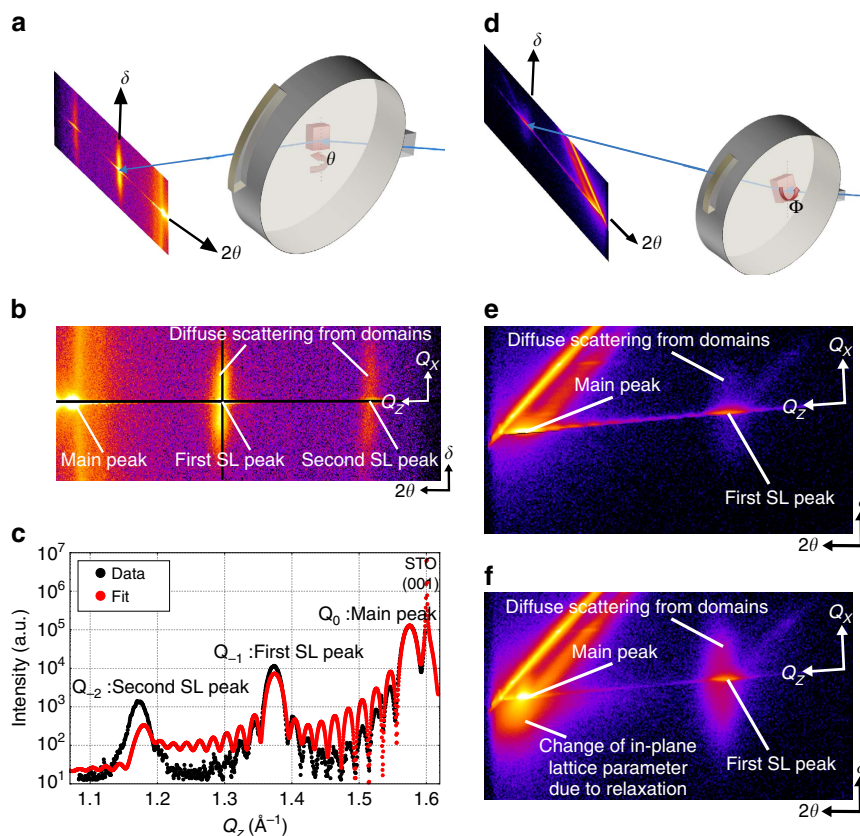 a
δ
θ
2θ
d
δ
Φ
2θ
b
Diffuse scattering from domains
Q_X
Q_Z
Main peak
First SL peak
Second SL peak
δ
2θ
c
10^7
10^6
10^5
10^4
10^3
10^2
10^1
Intensity (a.u.)
Data
Fit
STO
(001)
Q_0 :Main peak
Q_–1 :First SL peak
Q_–2 :Second SL peak
1.1
1.2
1.3
1.4
1.5
1.6
Q_z (Å^–1)
e
Diffuse scattering from domains
Q_X
Main peak
Q_Z
First SL peak
2θ
f
Diffuse scattering from domains
Q_X
Main peak
Q_Z
Change of in-plane
lattice parameter
due to relaxation
First SL peak
2θ